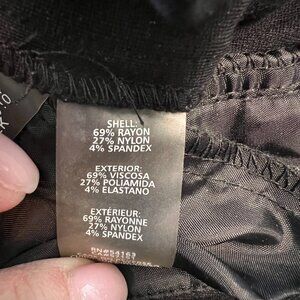 SHELL:
69% RAYON
27% NYLON
4% SPANDEX
EXTERIOR:
69% VISCOSA
27% POLIAMIDA
4% ELASTANO
EXTÉRIEUR:
69% RAYONNE
27% NYLON
4% SPANDEX